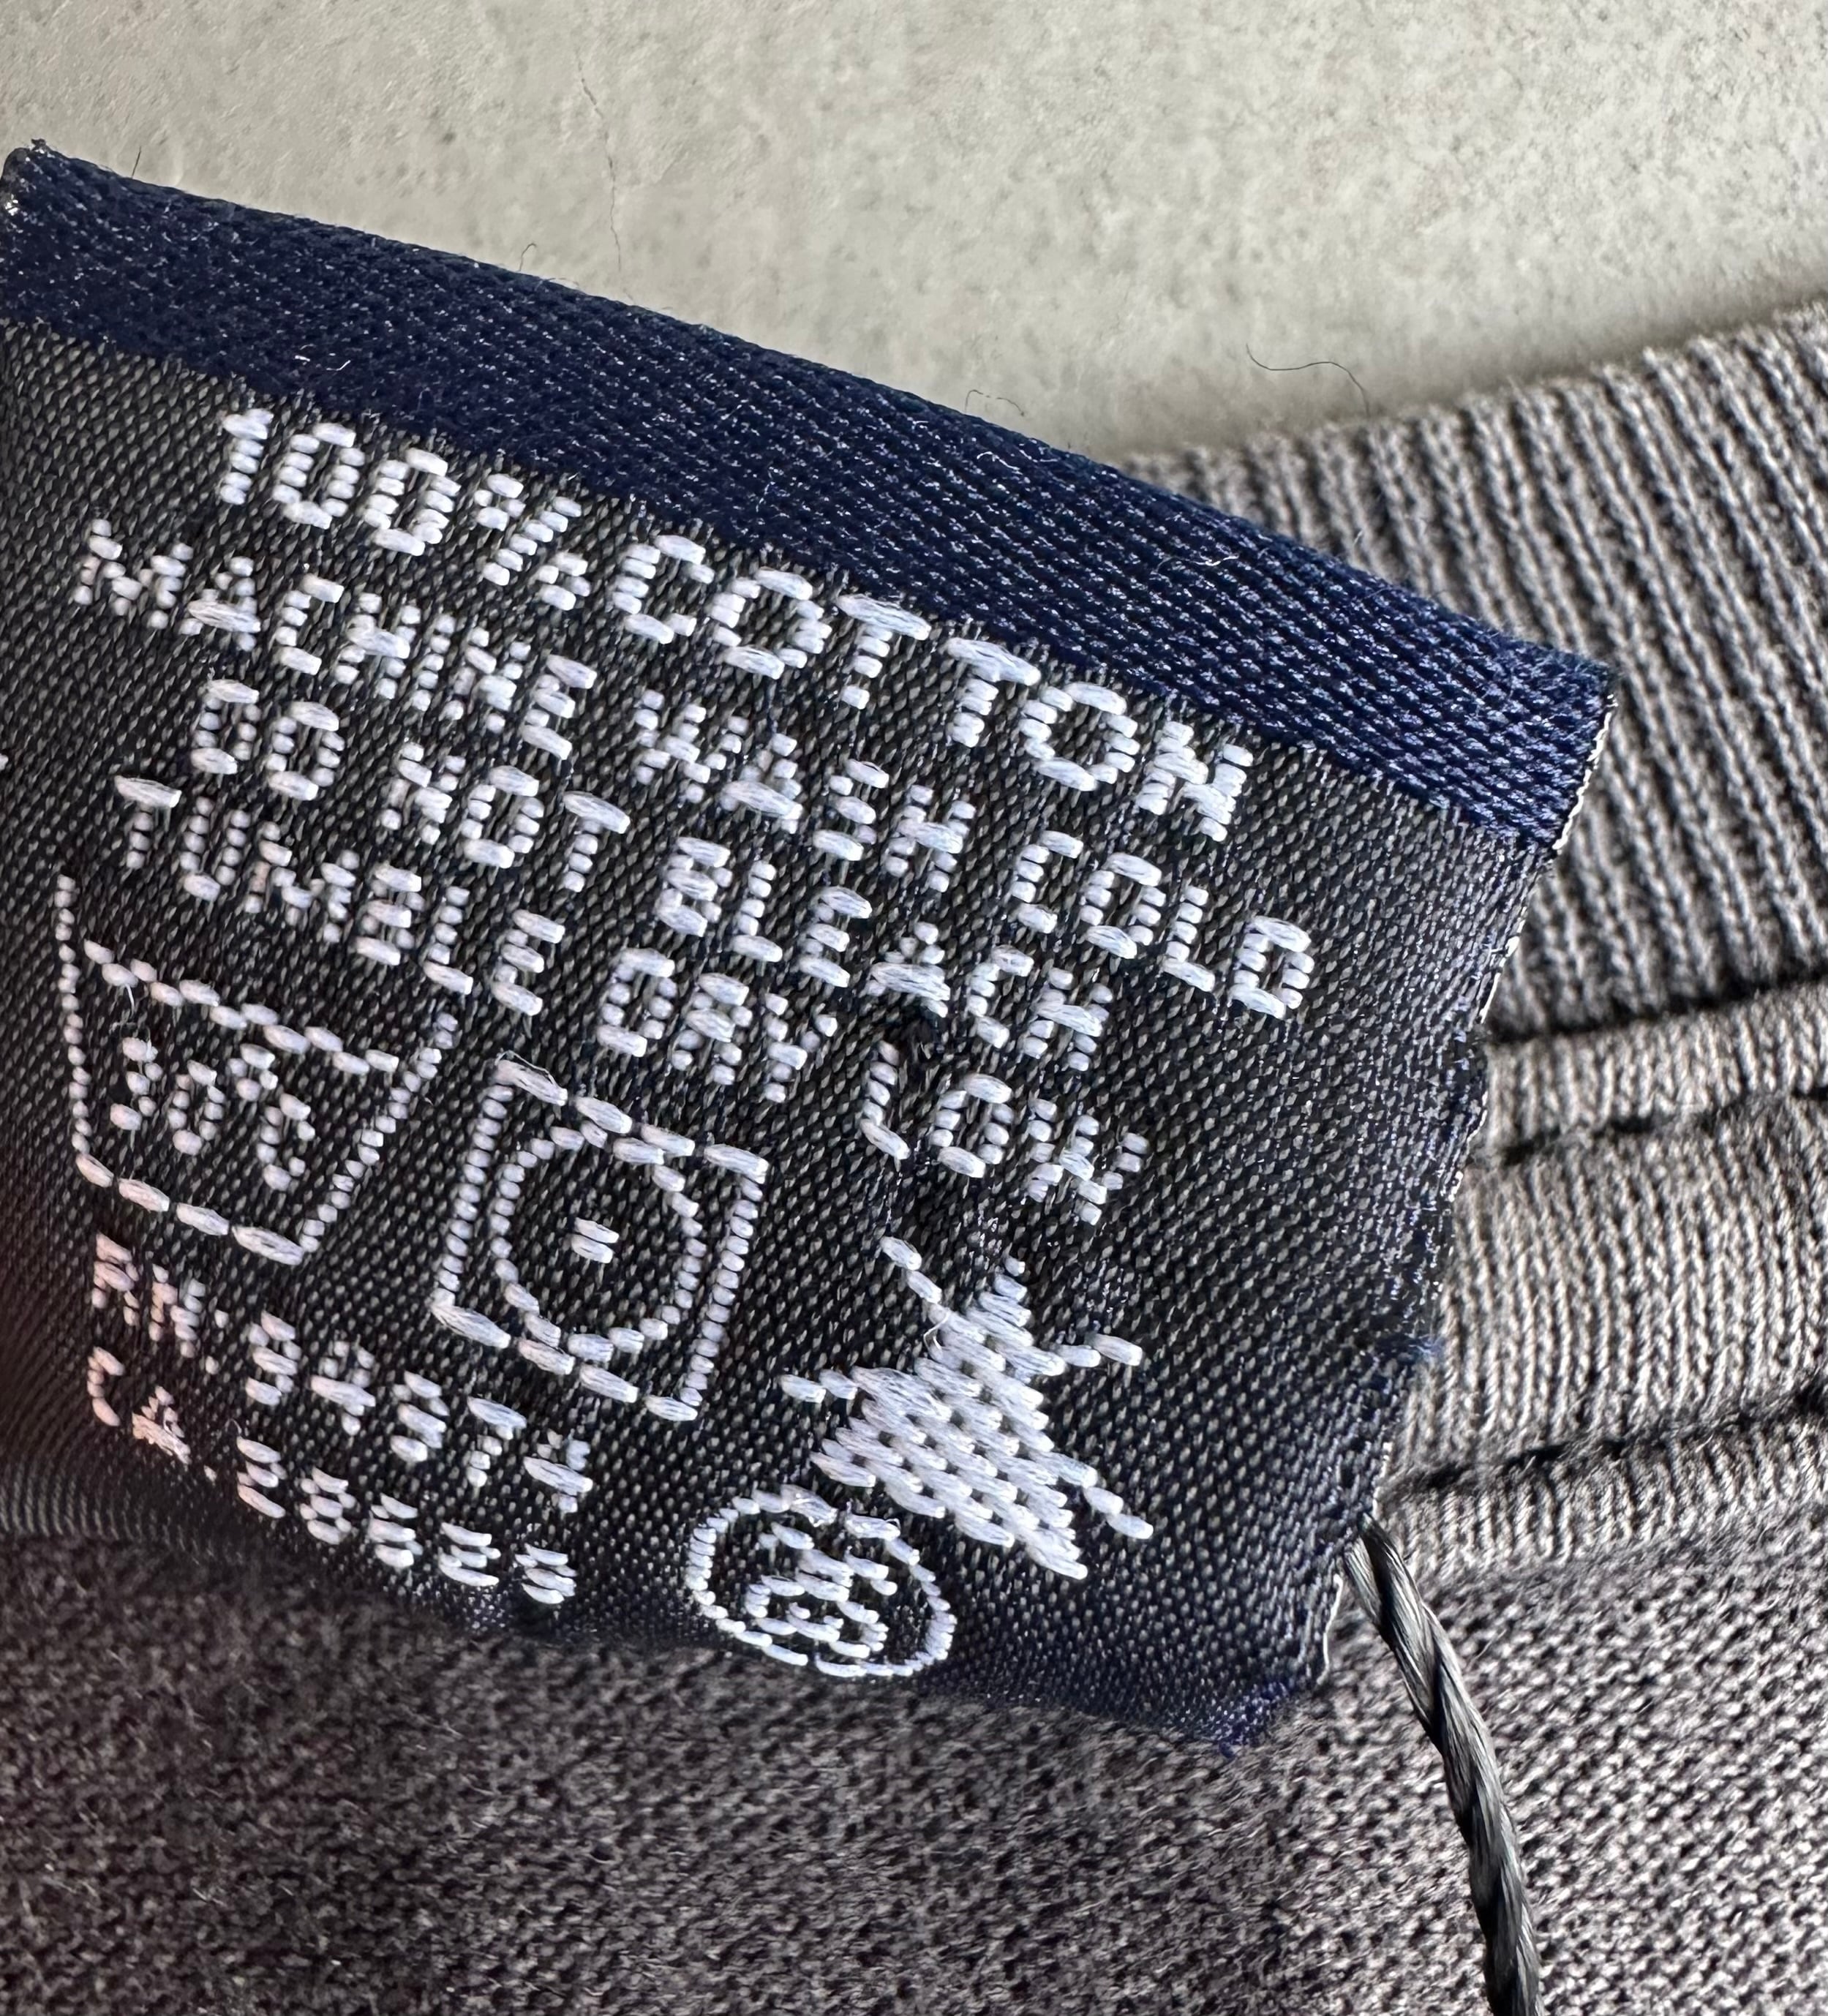 100% COTTON
MACHINE WASH COLD
DO NOT BLEACH
TUMBLE DRY LOW
30°C
RN.
CA.